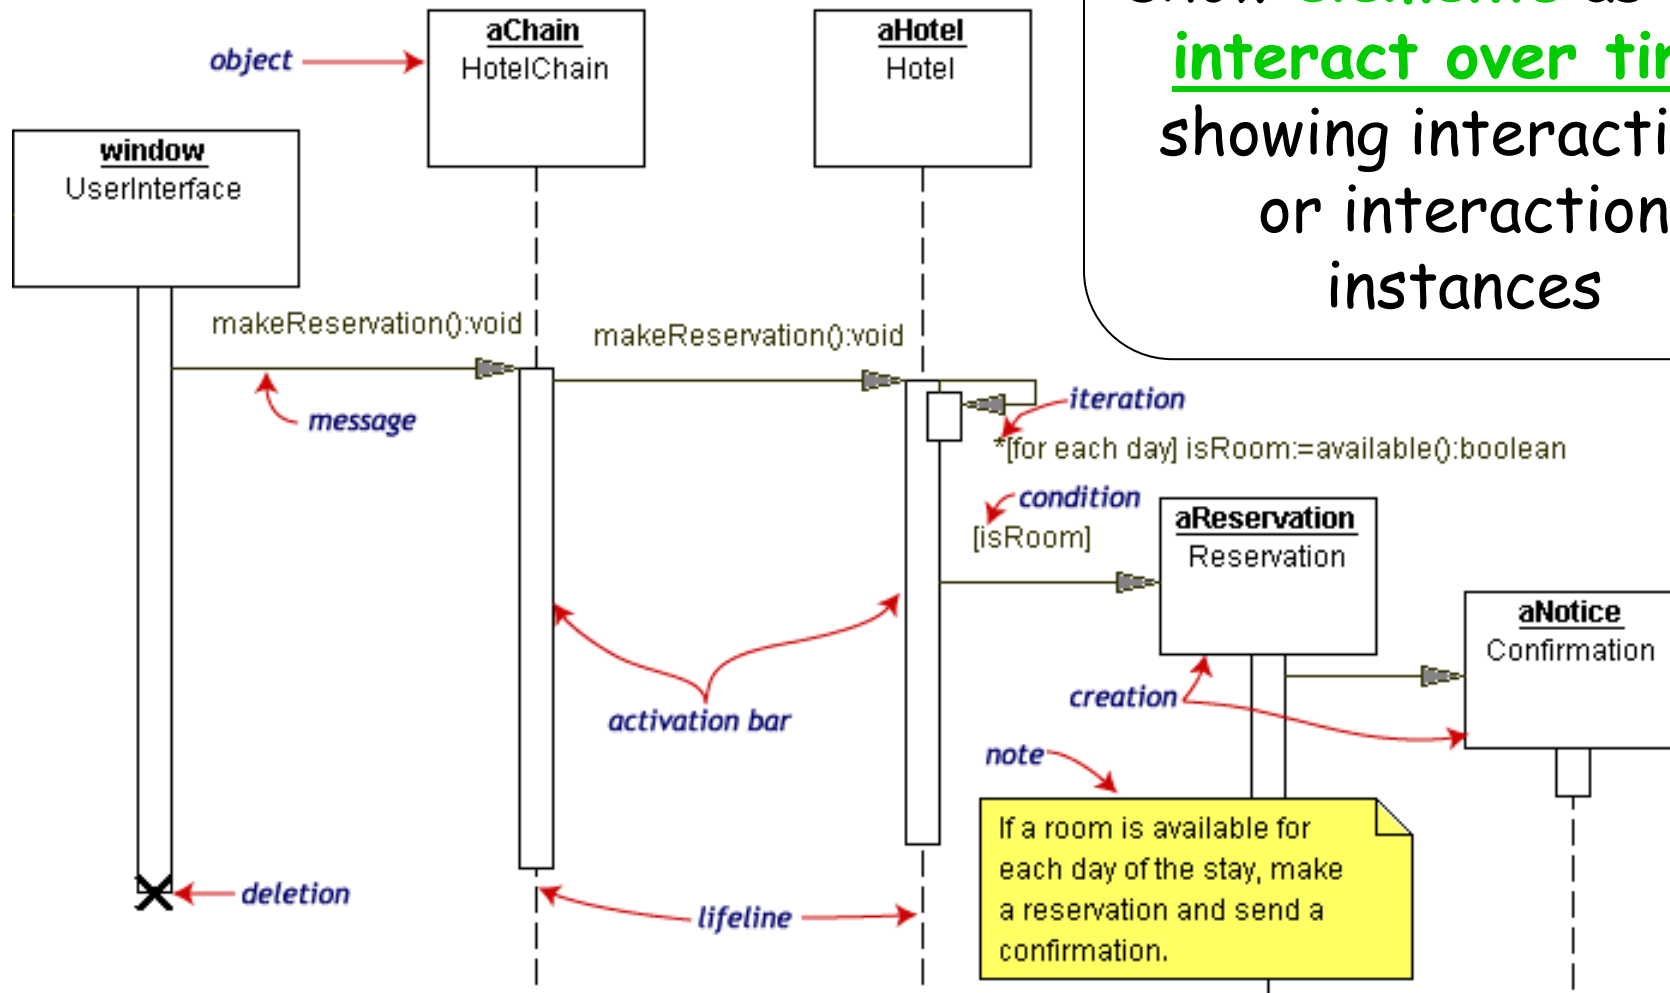 aChain
HotelChain
aHotel
Hotel
object
window
UserInterface
interact over
showing
or interaction
instances
makeReservation():void
makeReservation():void
message
iteration
*[for each day] isRoom:=available():boolean
condition
[isRoom]
aReservation
Reservation
aNotice
Confirmation
creation
activation bar
note
If a room is available for
each day of the stay, make
a reservation and send a
confirmation.
deletion
lifeline